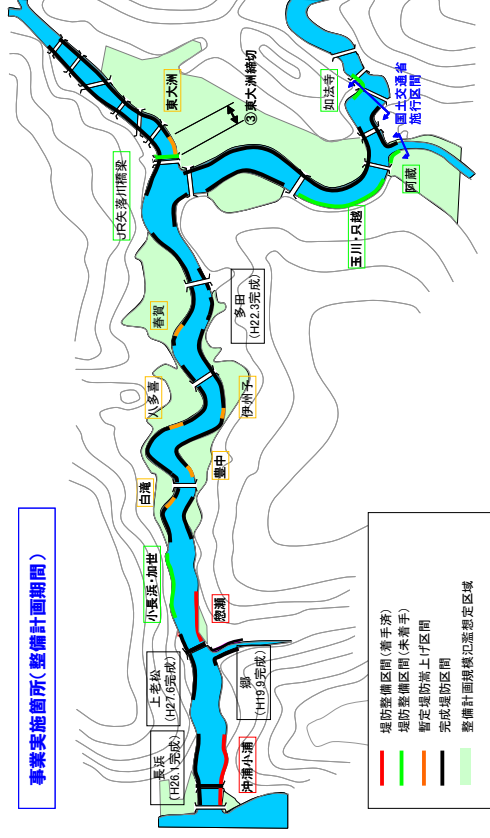 事業実施箇所(整備計画期間)
長浜
(H26.1完成)
上老松
(H27.6完成)
小長浜・加世
白滝
八多喜
春賀
JR矢落川橋梁
東大洲
③東大洲締切
如法寺
国土交通省
施行区間
沖浦小浦
郷
(H19.9完成)
惣瀬
豊中
伊州子
多田
(H22.3完成)
玉川・只越
阿蔵
堤防整備区間(着手済)
堤防整備区間(未着手)
暫定堤防嵩上げ区間
完成堤防区間
整備計画規模氾濫想定区域